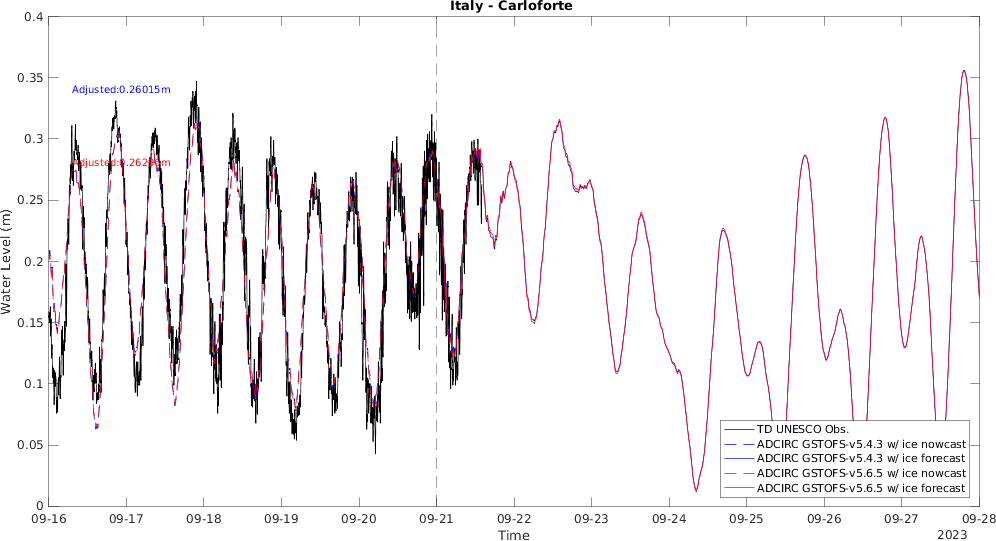 Italy - Carloforte
0.4
0.35
0.3
0.25
0.2
0.15
0.1
0.05
0
Water Level (m)
Adjusted:0.26015m
TD UNESCO Obs.
ADCIRC GSTOFS-v5.4.3 w/ ice nowcast
ADCIRC GSTOFS-v5.4.3 w/ ice forecast
ADCIRC GSTOFS-v5.6.5 w/ ice nowcast
ADCIRC GSTOFS-v5.6.5 w/ ice forecast
09-16 09-17 09-18 09-19 09-20 09-21 09-22 09-23 09-24 09-25 09-26 09-27 09-28
Time
2023